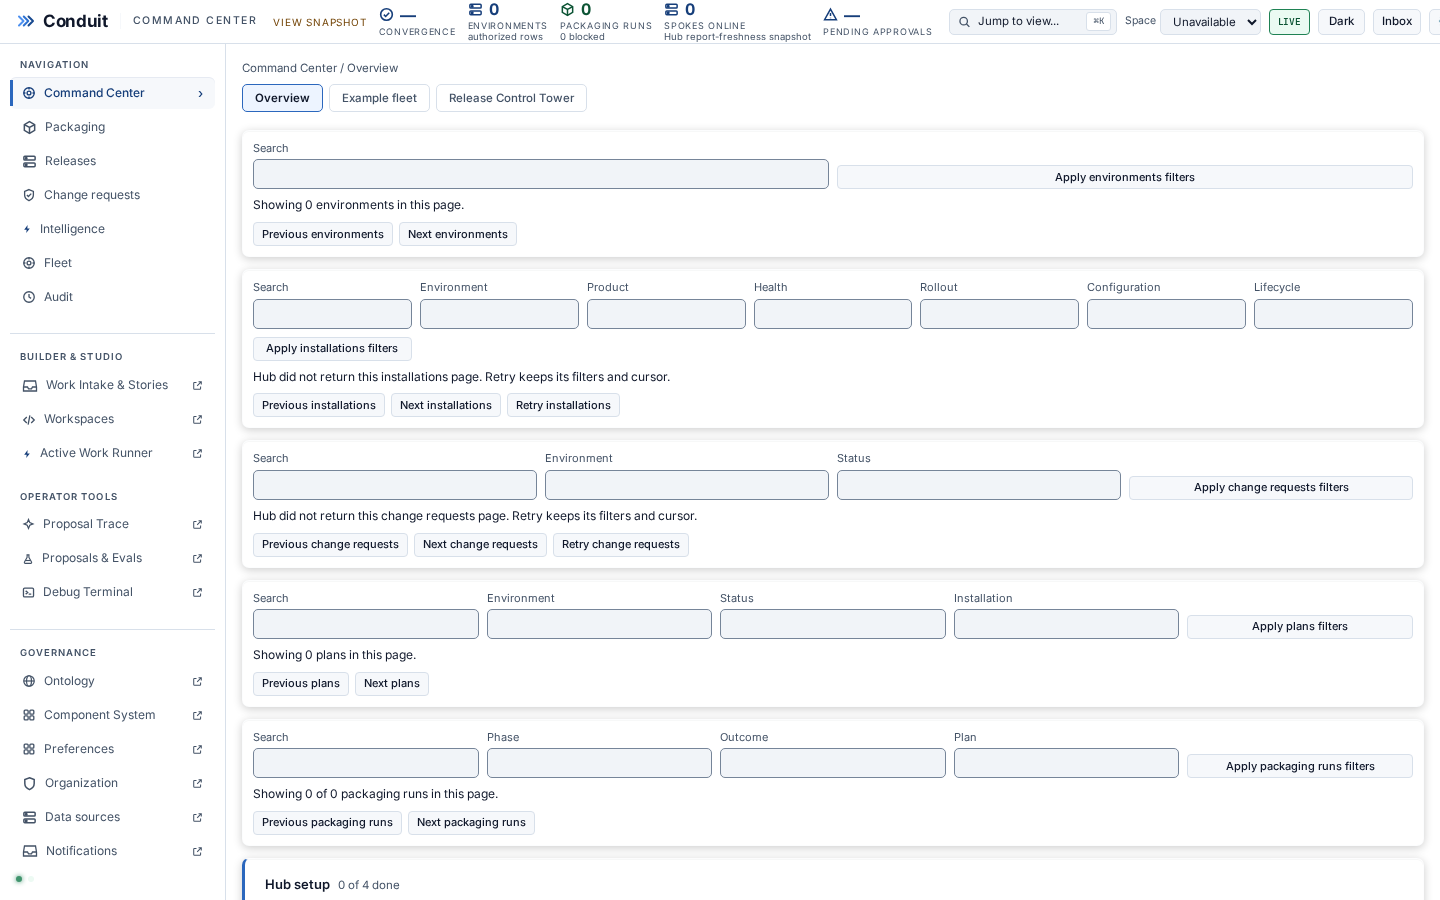 Conduit
COMMAND CENTER
VIEW SNAPSHOT
—
CONVERGENCE
0
ENVIRONMENTS
authorized rows
0
PACKAGING RUNS
0 blocked
0
SPOKES ONLINE
Hub report-freshness snapshot
—
PENDING APPROVALS
Jump to view...
⌘K
Space
Unavailable
LIVE
Dark
Inbox
NAVIGATION
Command Center
Packaging
Releases
Change requests
Intelligence
Fleet
Audit
BUILDER & STUDIO
Work Intake & Stories
Workspaces
Active Work Runner
OPERATOR TOOLS
Proposal Trace
Proposals & Evals
Debug Terminal
GOVERNANCE
Ontology
Component System
Preferences
Organization
Data sources
Notifications
Command Center / Overview
Overview
Example fleet
Release Control Tower
Search
Apply environments filters
Showing 0 environments in this page.
Previous environments
Next environments
Search
Environment
Product
Health
Rollout
Configuration
Lifecycle
Apply installations filters
Hub did not return this installations page. Retry keeps its filters and cursor.
Previous installations
Next installations
Retry installations
Search
Environment
Status
Apply change requests filters
Hub did not return this change requests page. Retry keeps its filters and cursor.
Previous change requests
Next change requests
Retry change requests
Search
Environment
Status
Installation
Apply plans filters
Showing 0 plans in this page.
Previous plans
Next plans
Search
Phase
Outcome
Plan
Apply packaging runs filters
Showing 0 of 0 packaging runs in this page.
Previous packaging runs
Next packaging runs
Hub setup
0 of 4 done